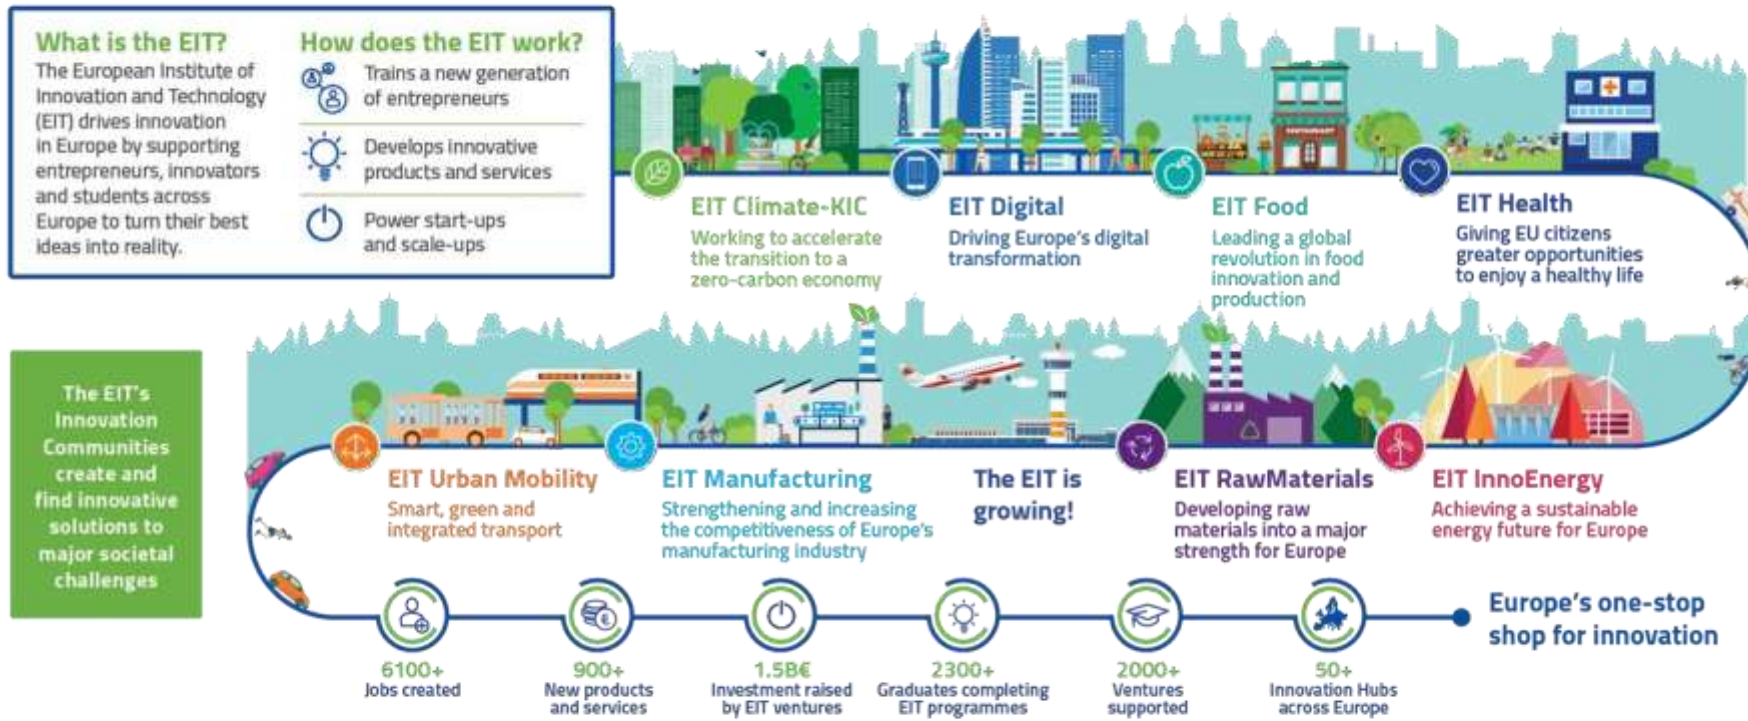 What is the EIT?
The European Institute of
Innovation and Technology
(EIT) drives innovation
in Europe by supporting
entrepreneurs, innovators
and students across
Europe to turn their best
ideas into reality.
How does the EIT work?
Trains a new generation
of entrepreneurs
Develops innovative
products and services
Power start-ups
and scale-ups
RESTAURANT
EIT Climate-KIC
Working to accelerate
the transition to a
zero-carbon economy
EIT Digital
Driving Europe's digital
transformation
EIT Food
Leading a global
revolution in food
innovation and
production
EIT Health
Giving EU citizens
greater opportunities
to enjoy a healthy life
The EIT's
Innovation
Communities
create and
find innovative
solutions to
major societal
challenges
EIT Urban Mobility
Smart, green and
integrated transport
EIT Manufacturing
Strengthening and increasing
the competitiveness of Europe's
manufacturing industry
The EIT is
growing!
EIT RawMaterials
Developing raw
materials into a major
strength for Europe
EIT InnoEnergy
Achieving a sustainable
energy future for Europe
6100+
Jobs created
900+
New products
and services
1.5B€
Investment raised
by EIT ventures
2300+
Graduates completing
EIT programmes
2000+
Ventures
supported
50+
Innovation Hubs
across Europe
Europe's one-stop
shop for innovation